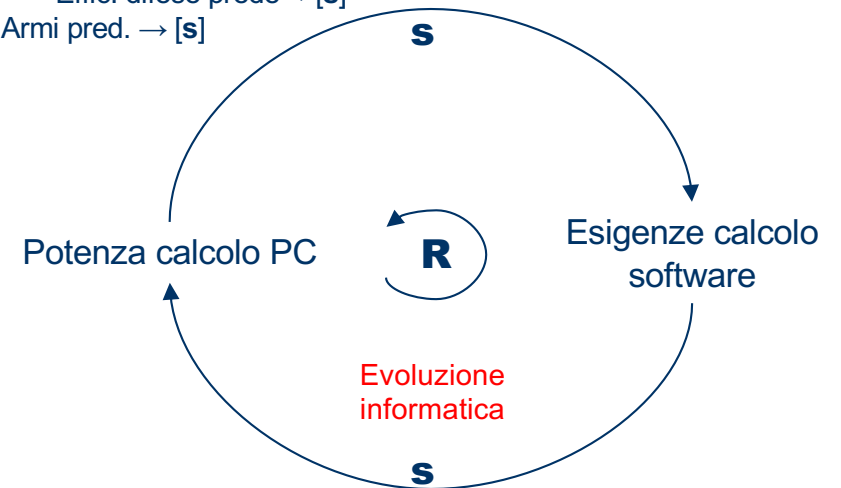 Armi pred. → [s]
s
Potenza calcolo PC
R
Esigenze calcolo
software
Evoluzione
informatica
s